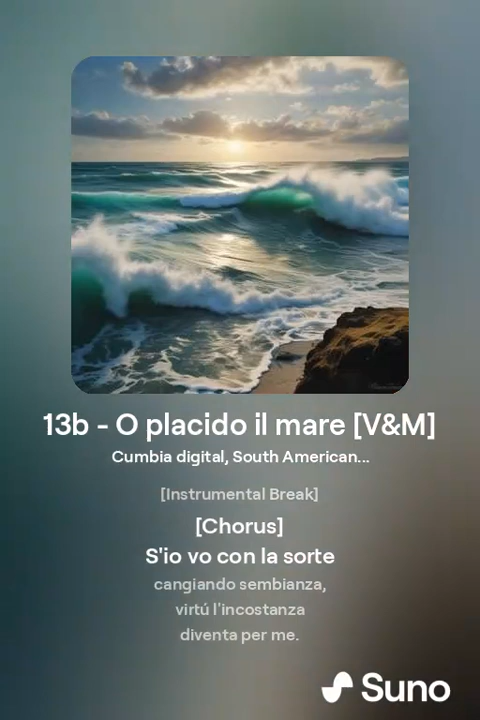 13b - O placido il mare [V&M]
Cumbia digital, South American...
[Instrumental Break]
[Chorus]
S'io vo con la sorte
cangiando sembianza,
virtú l'incostanza
diventa per me.
Suno